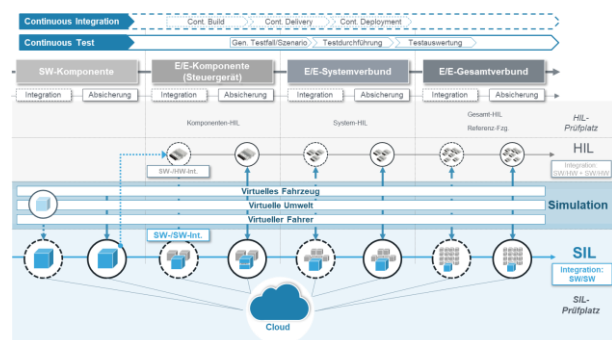 Continuous Integration
Cont. Build
Cont. Delivery
Cont. Deployment
Continuous Test
Gen. Testfall/Szenario
Testdurchführung
Testauswertung
SW-Komponente
E/E-Komponente
(Steuergerät)
E/E-Systemverbund
E/E-Gesamtverbund
Integration
Absicherung
Integration
Absicherung
Integration
Absicherung
Integration
Absicherung
Komponenten-HIL
System-HIL
Gesamt-HIL
Referenz-Fzg.
HIL-
Prüfplatz
HIL
Integration:
SW/HW + SW/HW
SW-/HW-Int.
Virtuelles Fahrzeug
Virtuelle Umwelt
Virtueller Fahrer
Simulation
SW-/SW-Int.
SIL
Integration:
SW/SW
SIL-
Prüfplatz
Cloud